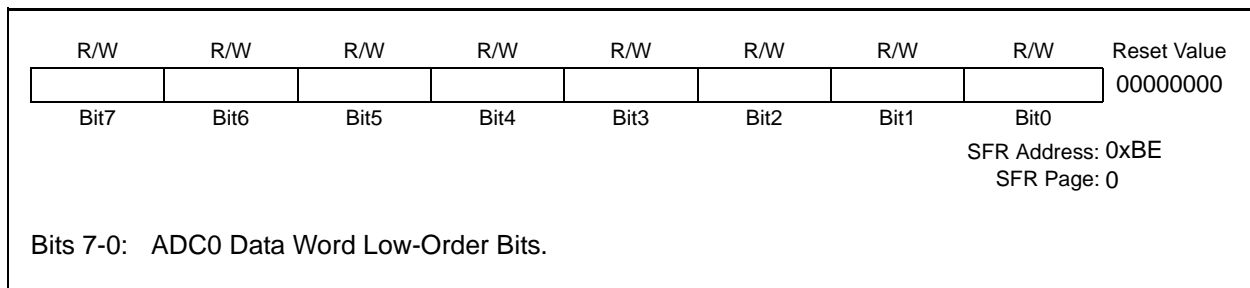 R/W R/W R/W R/W R/W R/W R/W R/W Reset Value
00000000
Bit7 Bit6 Bit5 Bit4 Bit3 Bit2 Bit1 Bit0
SFR Address: 0xBE
SFR Page: 0
Bits 7-0: ADC0 Data Word Low-Order Bits.